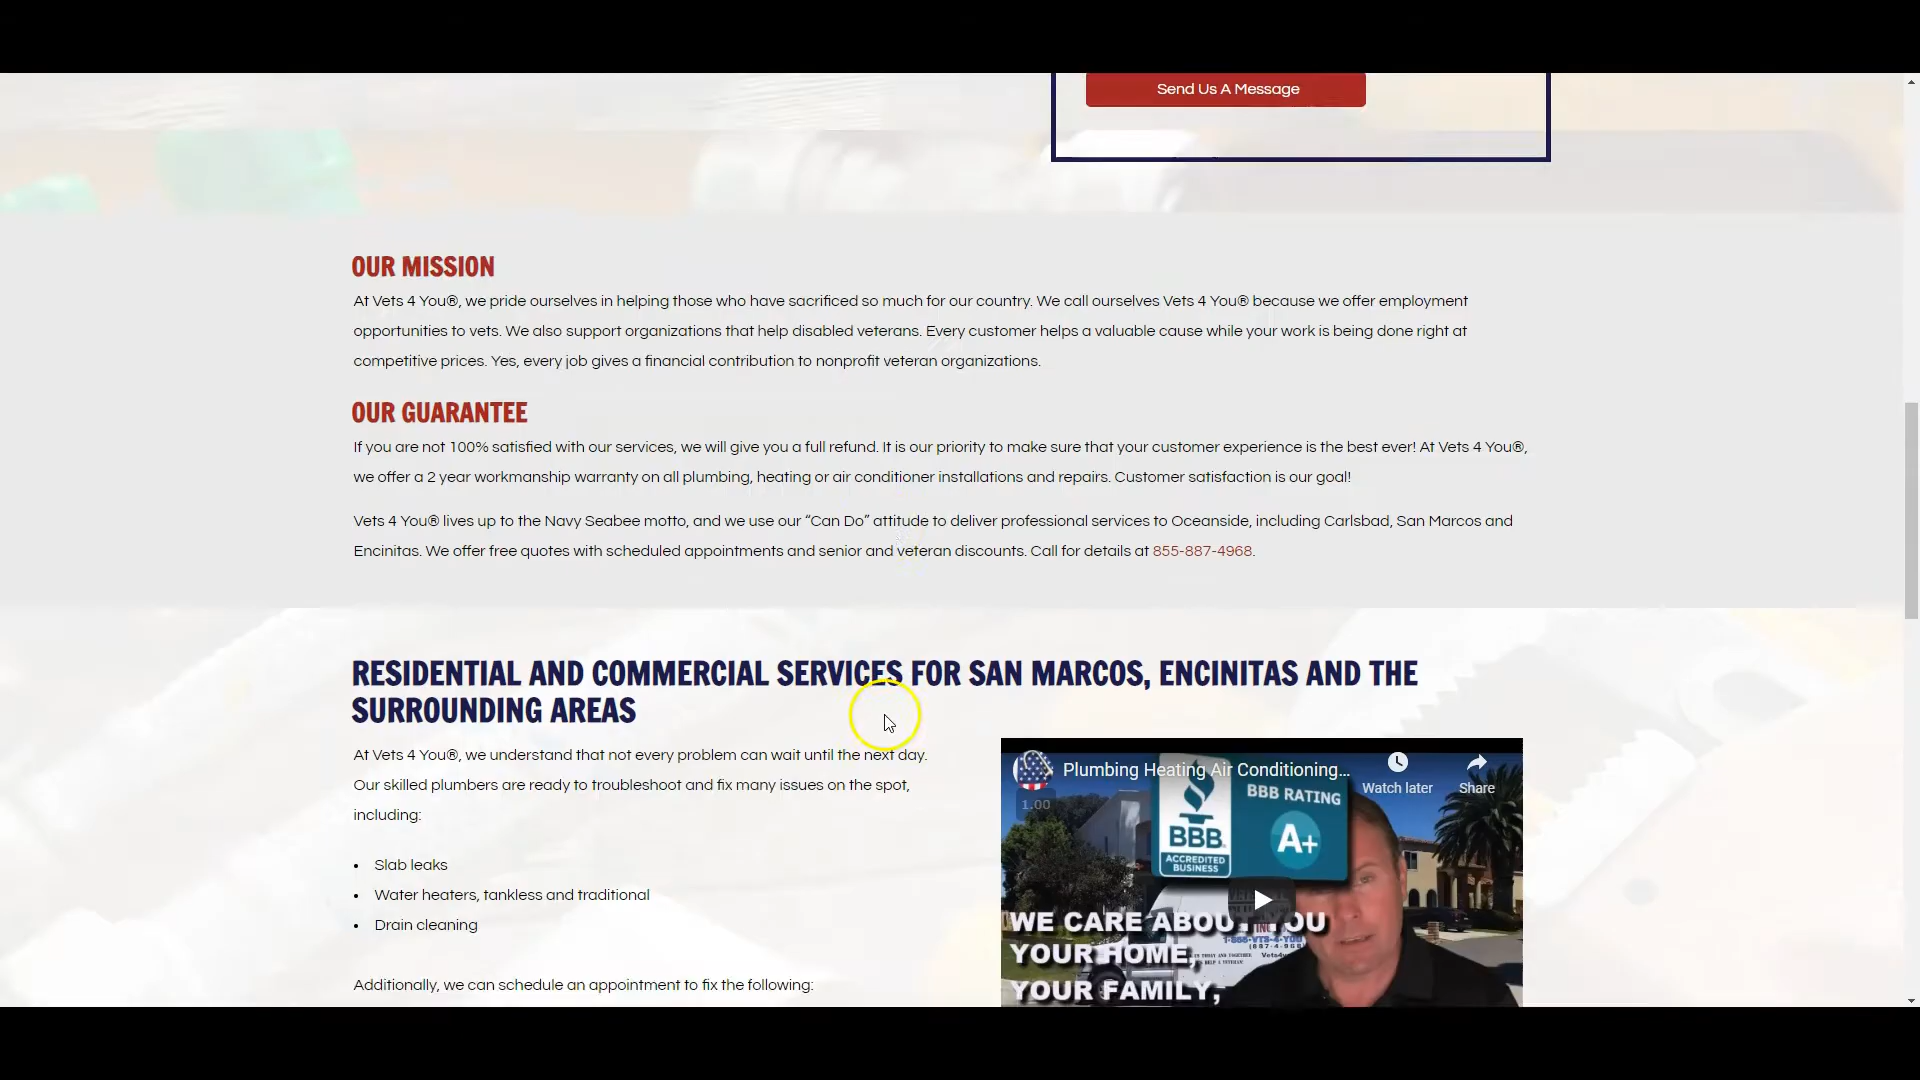 Send Us A Message
OUR MISSION
At Vets 4 You®, we pride ourselves in helping those who have sacrificed so much for our country. We call ourselves Vets 4 You® because we offer employment
opportunities to vets. We also support organizations that help disabled veterans. Every customer helps a valuable cause while your work is being done right at
competitive prices. Yes, every job gives a financial contribution to nonprofit veteran organizations.
OUR GUARANTEE
If you are not 100% satisfied with our services, we will give you a full refund. It is our priority to make sure that your customer experience is the best ever! At Vets 4 You®,
we offer a 2 year workmanship warranty on all plumbing, heating or air conditioner installations and repairs. Customer satisfaction is our goal!
Vets 4 You® lives up to the Navy Seabee motto, and we use our “Can Do” attitude to deliver professional services to Oceanside, including Carlsbad, San Marcos and
Encinitas. We offer free quotes with scheduled appointments and senior and veteran discounts. Call for details at 855-887-4968.
RESIDENTIAL AND COMMERCIAL SERVICES FOR SAN MARCOS, ENCINITAS AND THE
SURROUNDING AREAS
At Vets 4 You®, we understand that not every problem can wait until the next day.
Our skilled plumbers are ready to troubleshoot and fix many issues on the spot,
including:
• Slab leaks
• Water heaters, tankless and traditional
• Drain cleaning
Additionally, we can schedule an appointment to fix the following:
Plumbing Heating Air Conditioning...
Watch later
Share
1.00
BBB RATING
A+
BBB
ACCREDITED
BUSINESS
WE CARE ABOUT YOU
YOUR HOME,
YOUR FAMILY,